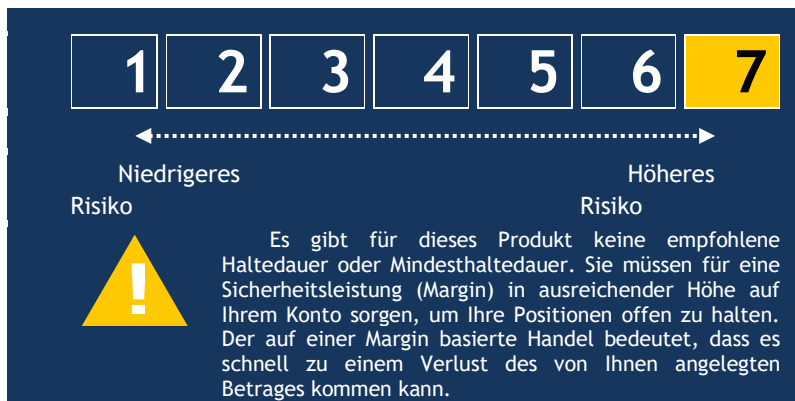 1 2 3 4 5 6 7
Niedrigeres Höheres
Risiko Risiko
!
Es gibt für dieses Produkt keine empfohlene
Haltedauer oder Mindesthaltedauer. Sie müssen für eine
Sicherheitsleistung (Margin) in ausreichender Höhe auf
Ihrem Konto sorgen, um Ihre Positionen offen zu halten.
Der auf einer Margin basierte Handel bedeutet, dass es
schnell zu einem Verlust des von Ihnen angelegten
Betrages kommen kann.